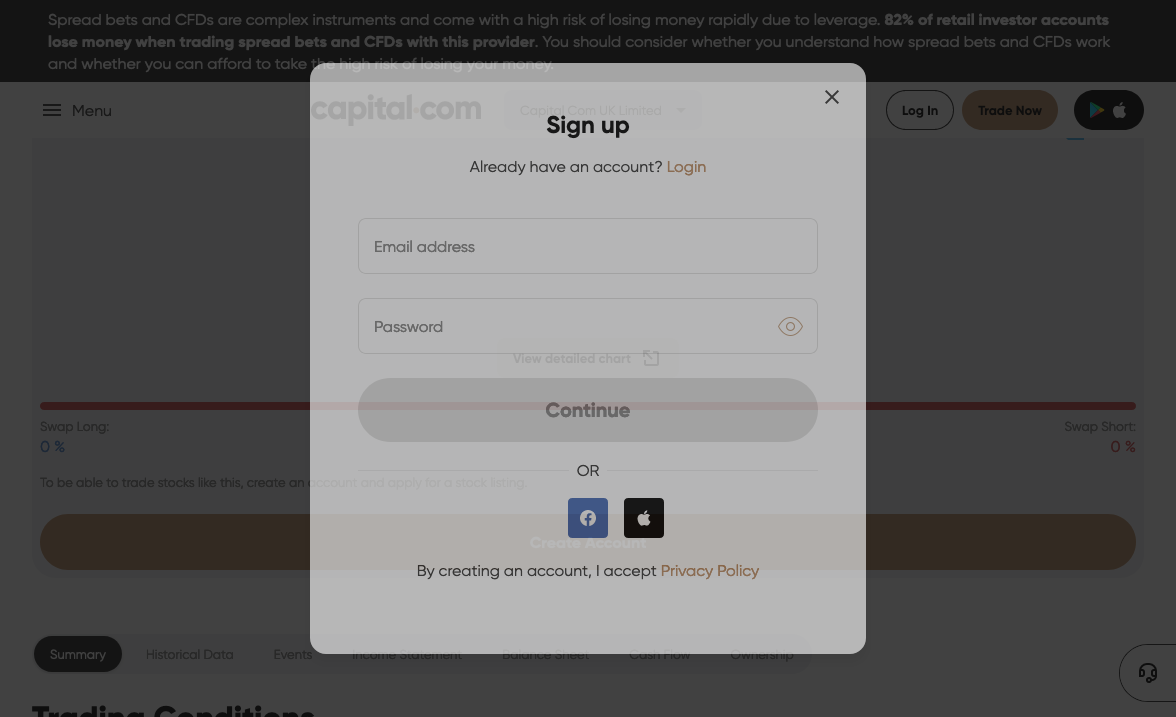 Spread bets and CFDs are complex instruments and come with a high risk of losing money rapidly due to leverage. 82% of retail investor accounts
lose money when trading spread bets and CFDs with this provider. You should consider whether you understand how spread bets and CFDs work
and whether you can afford to take the high risk of losing your money.
Menu
capital.com
Capital Com UK Limited
Log In
Trade Now
Sign up
Already have an account? Login
Email address
Password
View detailed chart
Continue
Swap Long:
0 %
Swap Short:
0 %
OR
To be able to trade stocks like this, create an account and apply for a stock listing.
Create Account
By creating an account, I accept Privacy Policy
Summary
Historical Data
Events
Income Statement
Balance Sheet
Cash Flow
Ownership
Trading Conditions